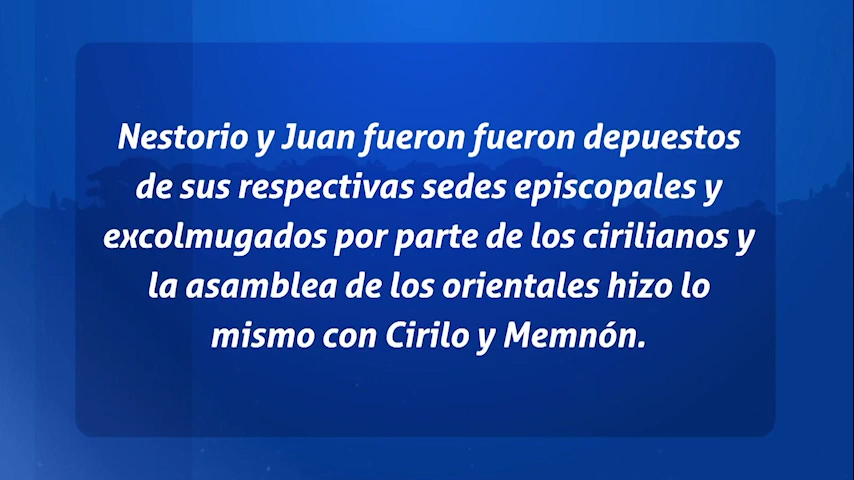 Nestorio y Juan fueron fueron depuestos
de sus respectivas sedes episcopales y
excolmugados por parte de los cirilianos y
la asamblea de los orientales hizo lo
mismo con Cirilo y Memnón.